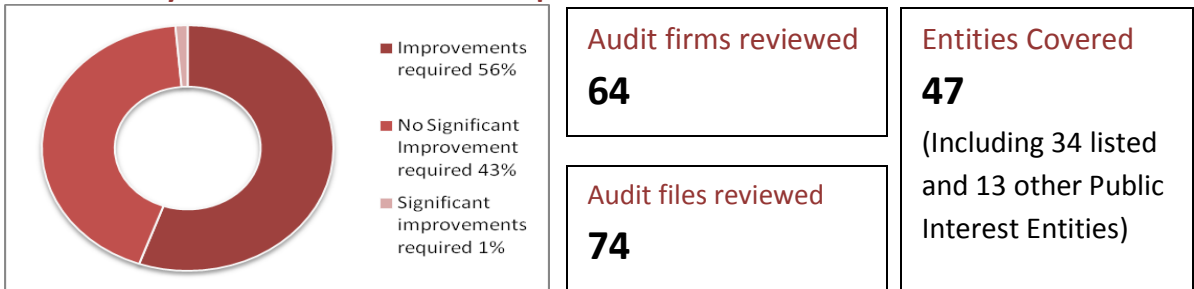 Improvements
required 56%
No Significant
Improvement
required 43%
Significant
improvements
required 1%
Audit firms reviewed
64
Audit files reviewed
74
Entities Covered
47
(Including 34 listed
and 13 other Public
Interest Entities)